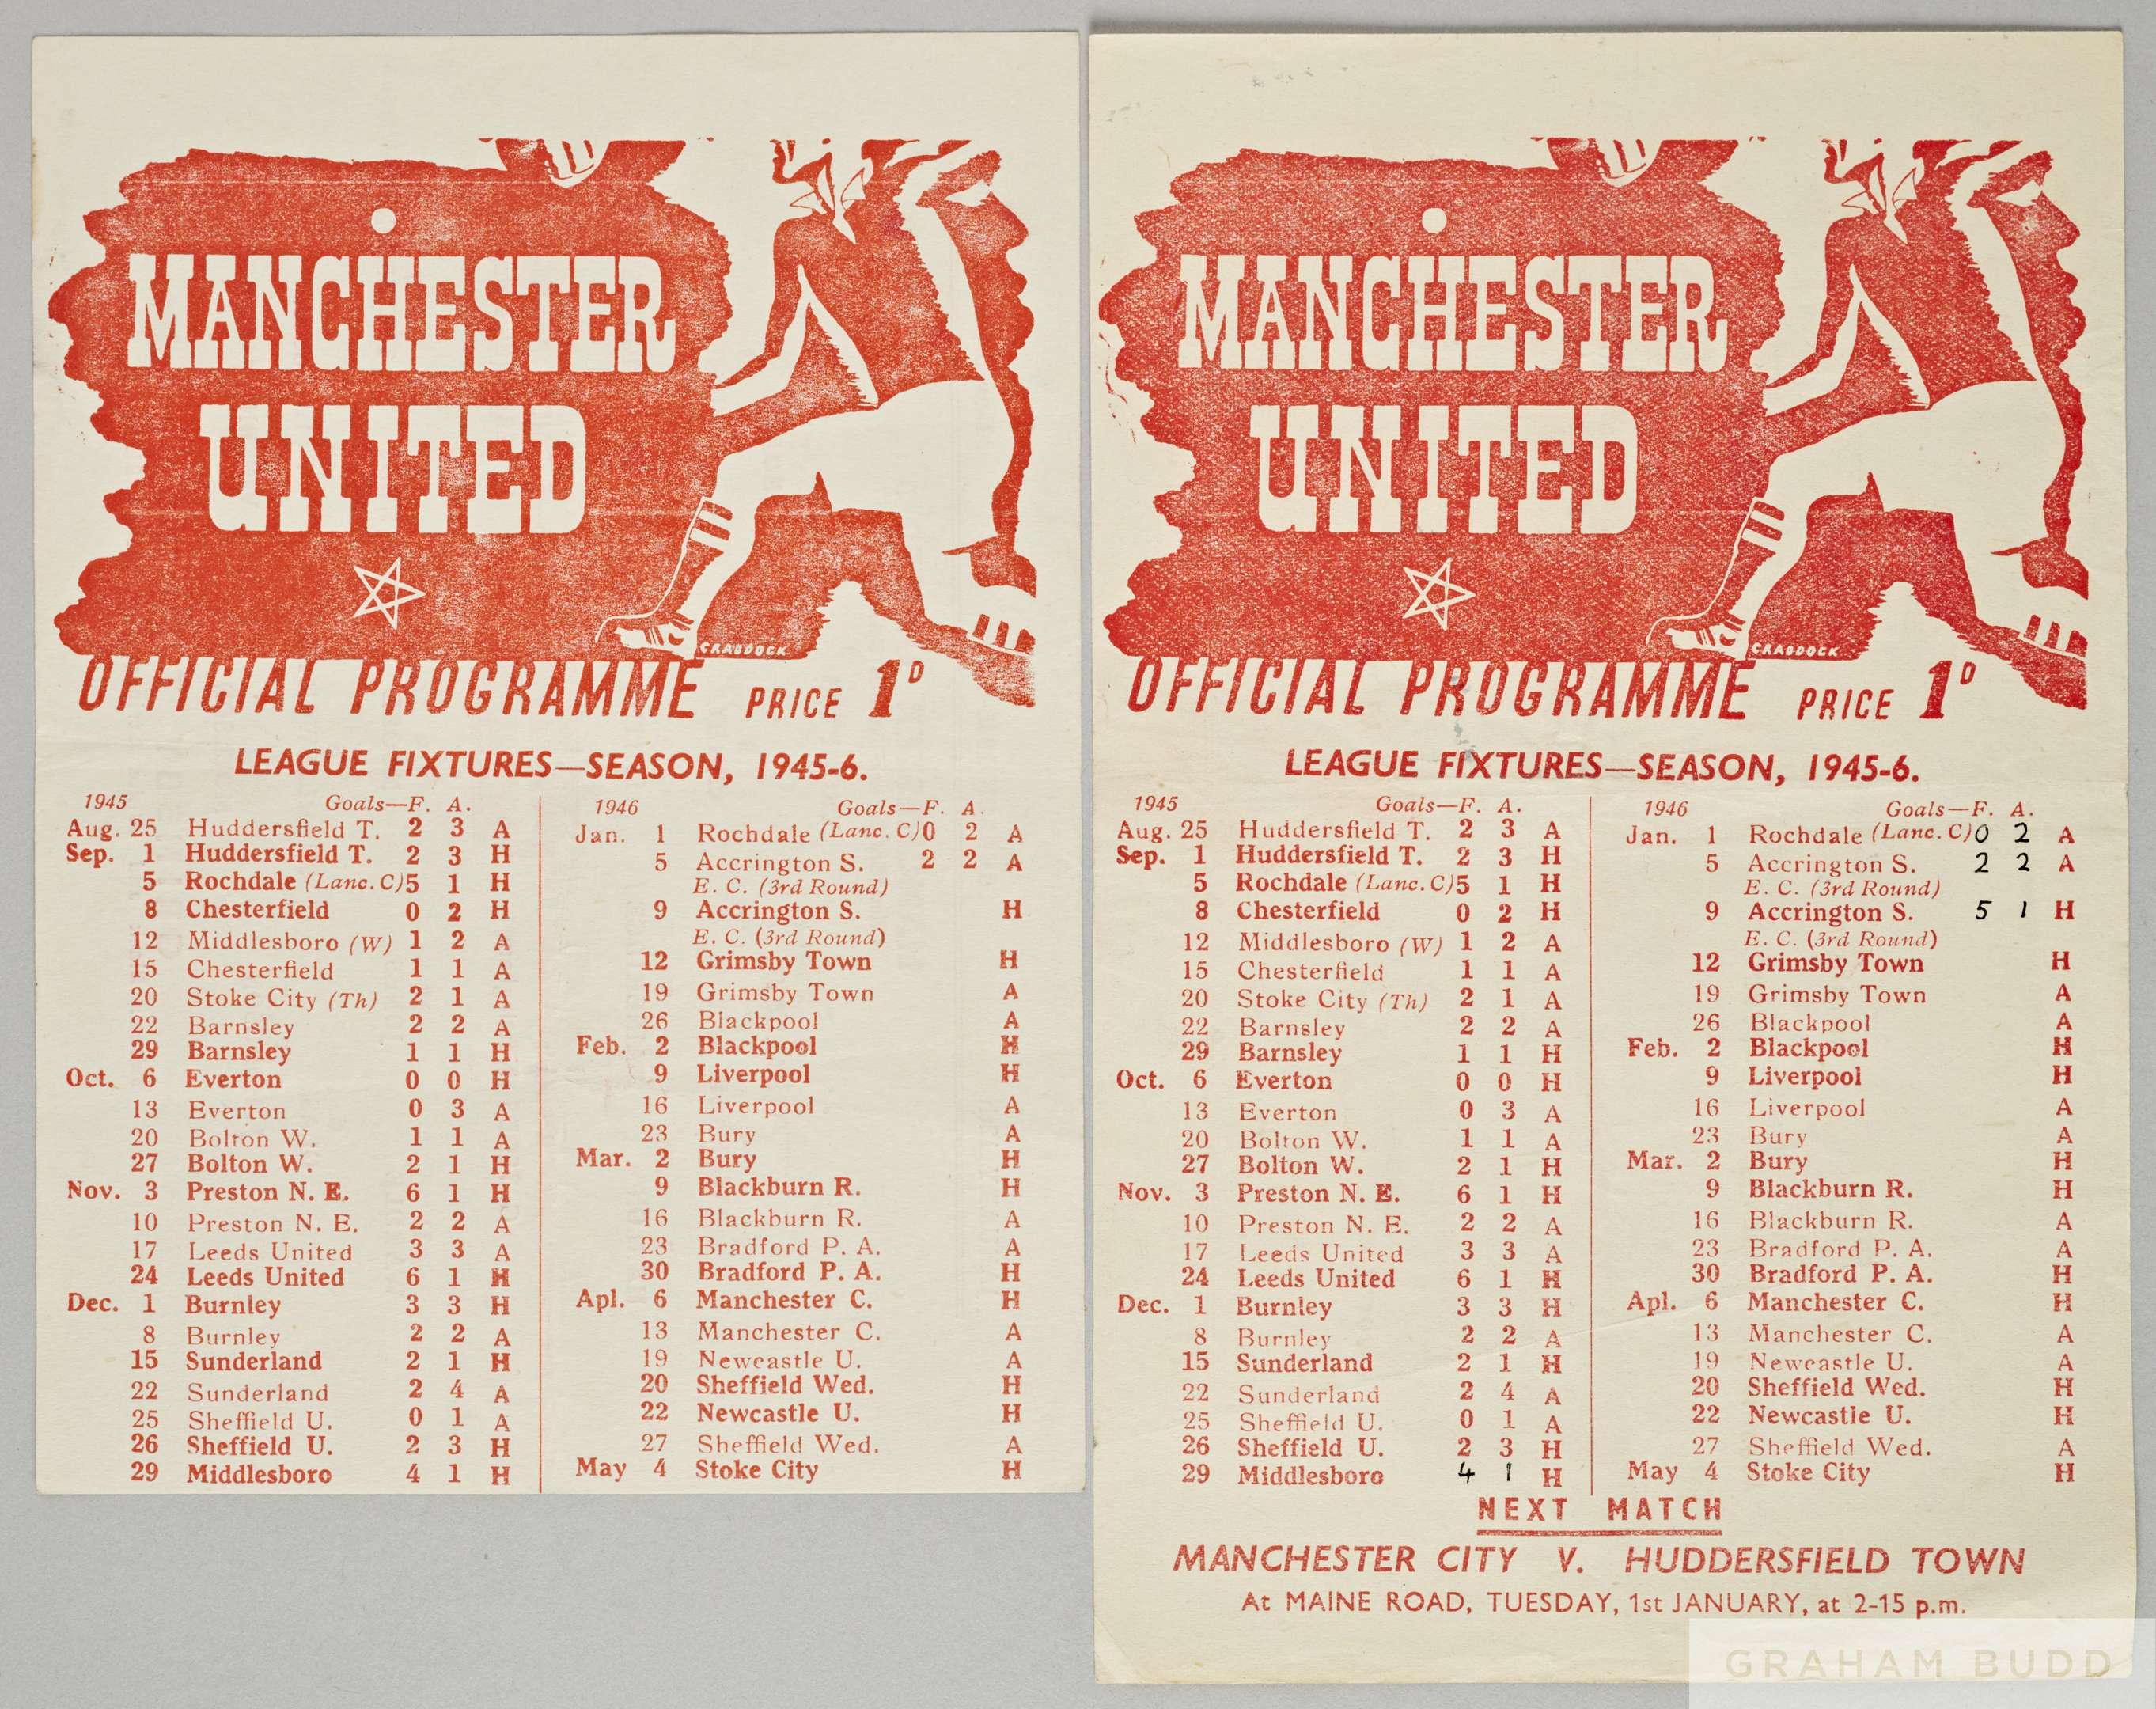 MANCHESTER
UNITED
CRADDOCK
OFFICIAL PROGRAMME PRICE 1D
LEAGUE FIXTURES—SEASON, 1945-6.
1945 Goals—F. A.
Aug. 25 Huddersfield T. 2 3 A
Sep. 1 Huddersfield T. 2 3 H
5 Rochdale (Lanc. C) 5 1 H
8 Chesterfield 0 2 H
12 Middlesboro (W) 1 2 A
15 Chesterfield 1 1 A
20 Stoke City (Th) 2 1 A
22 Barnsley 2 2 A
29 Barnsley 1 1 H
Oct. 6 Everton 0 0 H
13 Everton 0 3 A
20 Bolton W. 1 1 A
27 Bolton W. 2 1 H
Nov. 3 Preston N. E. 6 1 H
10 Preston N. E. 2 2 A
17 Leeds United 3 3 A
24 Leeds United 6 1 H
Dec. 1 Burnley 3 3 H
8 Burnley 2 2 A
15 Sunderland 2 1 H
22 Sunderland 2 4 A
25 Sheffield U. 0 1 A
26 Sheffield U. 2 3 H
29 Middlesboro 4 1 H
1946 Goals—F. A.
Jan. 1 Rochdale (Lanc. C) 0 2 A
5 Accrington S. 2 2 A
E. C. (3rd Round)
9 Accrington S. H
E. C. (3rd Round)
12 Grimsby Town H
19 Grimsby Town A
26 Blackpool A
Feb. 2 Blackpool H
9 Liverpool H
16 Liverpool A
23 Bury A
Mar. 2 Bury H
9 Blackburn R. H
16 Blackburn R. A
23 Bradford P. A. A
30 Bradford P. A. H
Apl. 6 Manchester C. H
13 Manchester C. A
19 Newcastle U. A
20 Sheffield Wed. H
22 Newcastle U. H
27 Sheffield Wed. A
May 4 Stoke City H
MANCHESTER
UNITED
CRADDOCK
OFFICIAL PROGRAMME PRICE 1D
LEAGUE FIXTURES—SEASON, 1945-6.
1945 Goals—F. A.
Aug. 25 Huddersfield T. 2 3 A
Sep. 1 Huddersfield T. 2 3 H
5 Rochdale (Lanc. C) 5 1 H
8 Chesterfield 0 2 H
12 Middlesboro (W) 1 2 A
15 Chesterfield 1 1 A
20 Stoke City (Th) 2 1 A
22 Barnsley 2 2 A
29 Barnsley 1 1 H
Oct. 6 Everton 0 0 H
13 Everton 0 3 A
20 Bolton W. 1 1 A
27 Bolton W. 2 1 H
Nov. 3 Preston N. E. 6 1 H
10 Preston N. E. 2 2 A
17 Leeds United 3 3 A
24 Leeds United 6 1 H
Dec. 1 Burnley 3 3 H
8 Burnley 2 2 A
15 Sunderland 2 1 H
22 Sunderland 2 4 A
25 Sheffield U. 0 1 A
26 Sheffield U. 2 3 H
29 Middlesboro 4 1 H
1946 Goals—F. A.
Jan. 1 Rochdale (Lanc. C) 0 2 A
5 Accrington S. 2 2 A
E. C. (3rd Round)
9 Accrington S. 5 1 H
E. C. (3rd Round)
12 Grimsby Town H
19 Grimsby Town A
26 Blackpool A
Feb. 2 Blackpool H
9 Liverpool H
16 Liverpool A
23 Bury A
Mar. 2 Bury H
9 Blackburn R. H
16 Blackburn R. A
23 Bradford P. A. A
30 Bradford P. A. H
Apl. 6 Manchester C. H
13 Manchester C. A
19 Newcastle U. A
20 Sheffield Wed. H
22 Newcastle U. H
27 Sheffield Wed. A
May 4 Stoke City H
NEXT MATCH
MANCHESTER CITY V. HUDDERSFIELD TOWN
At MAINE ROAD, TUESDAY, 1st JANUARY, at 2-15 p.m.
GRAHAM BUDD